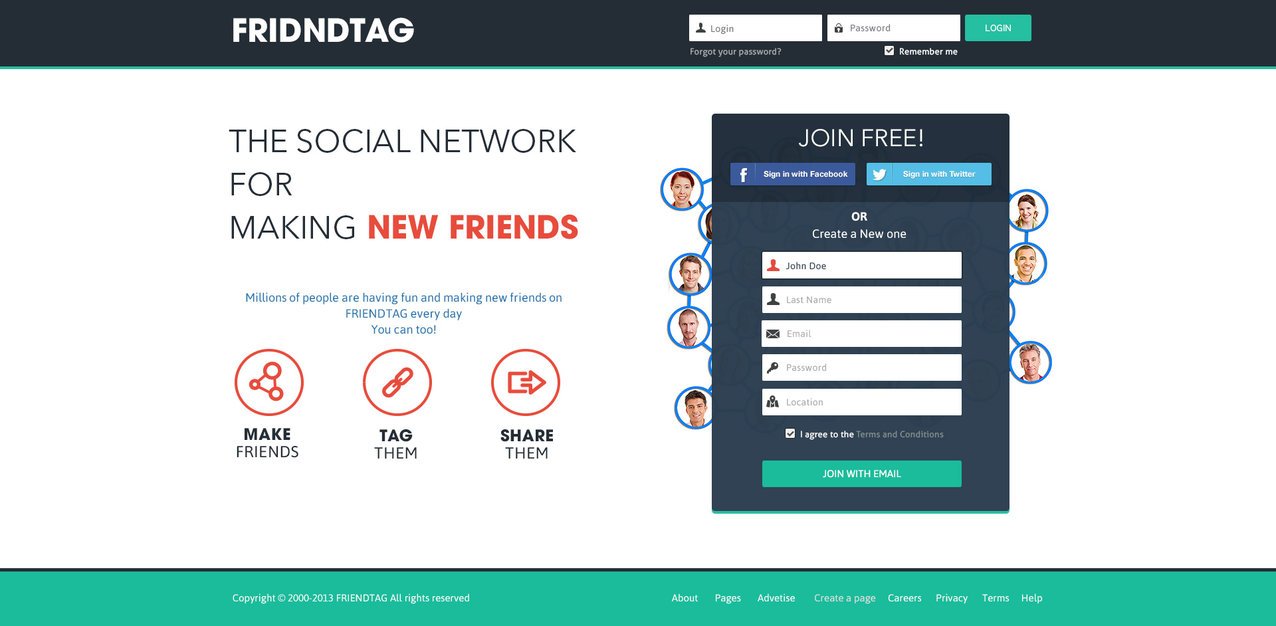 FRIDNDTAG
Login
Password
LOGIN
Forgot your password?
Remember me
THE SOCIAL NETWORK
FOR
MAKING NEW FRIENDS
Millions of people are having fun and making new friends on
FRIENDTAG every day
You can too!
MAKE
FRIENDS
TAG
THEM
SHARE
THEM
JOIN FREE!
Sign in with Facebook
Sign in with Twitter
OR
Create a New one
John Doe
Last Name
Email
Password
Location
I agree to the Terms and Conditions
JOIN WITH EMAIL
Copyright © 2000-2013 FRIENDTAG All rights reserved
About
Pages
Advetise
Create a page
Careers
Privacy
Terms
Help